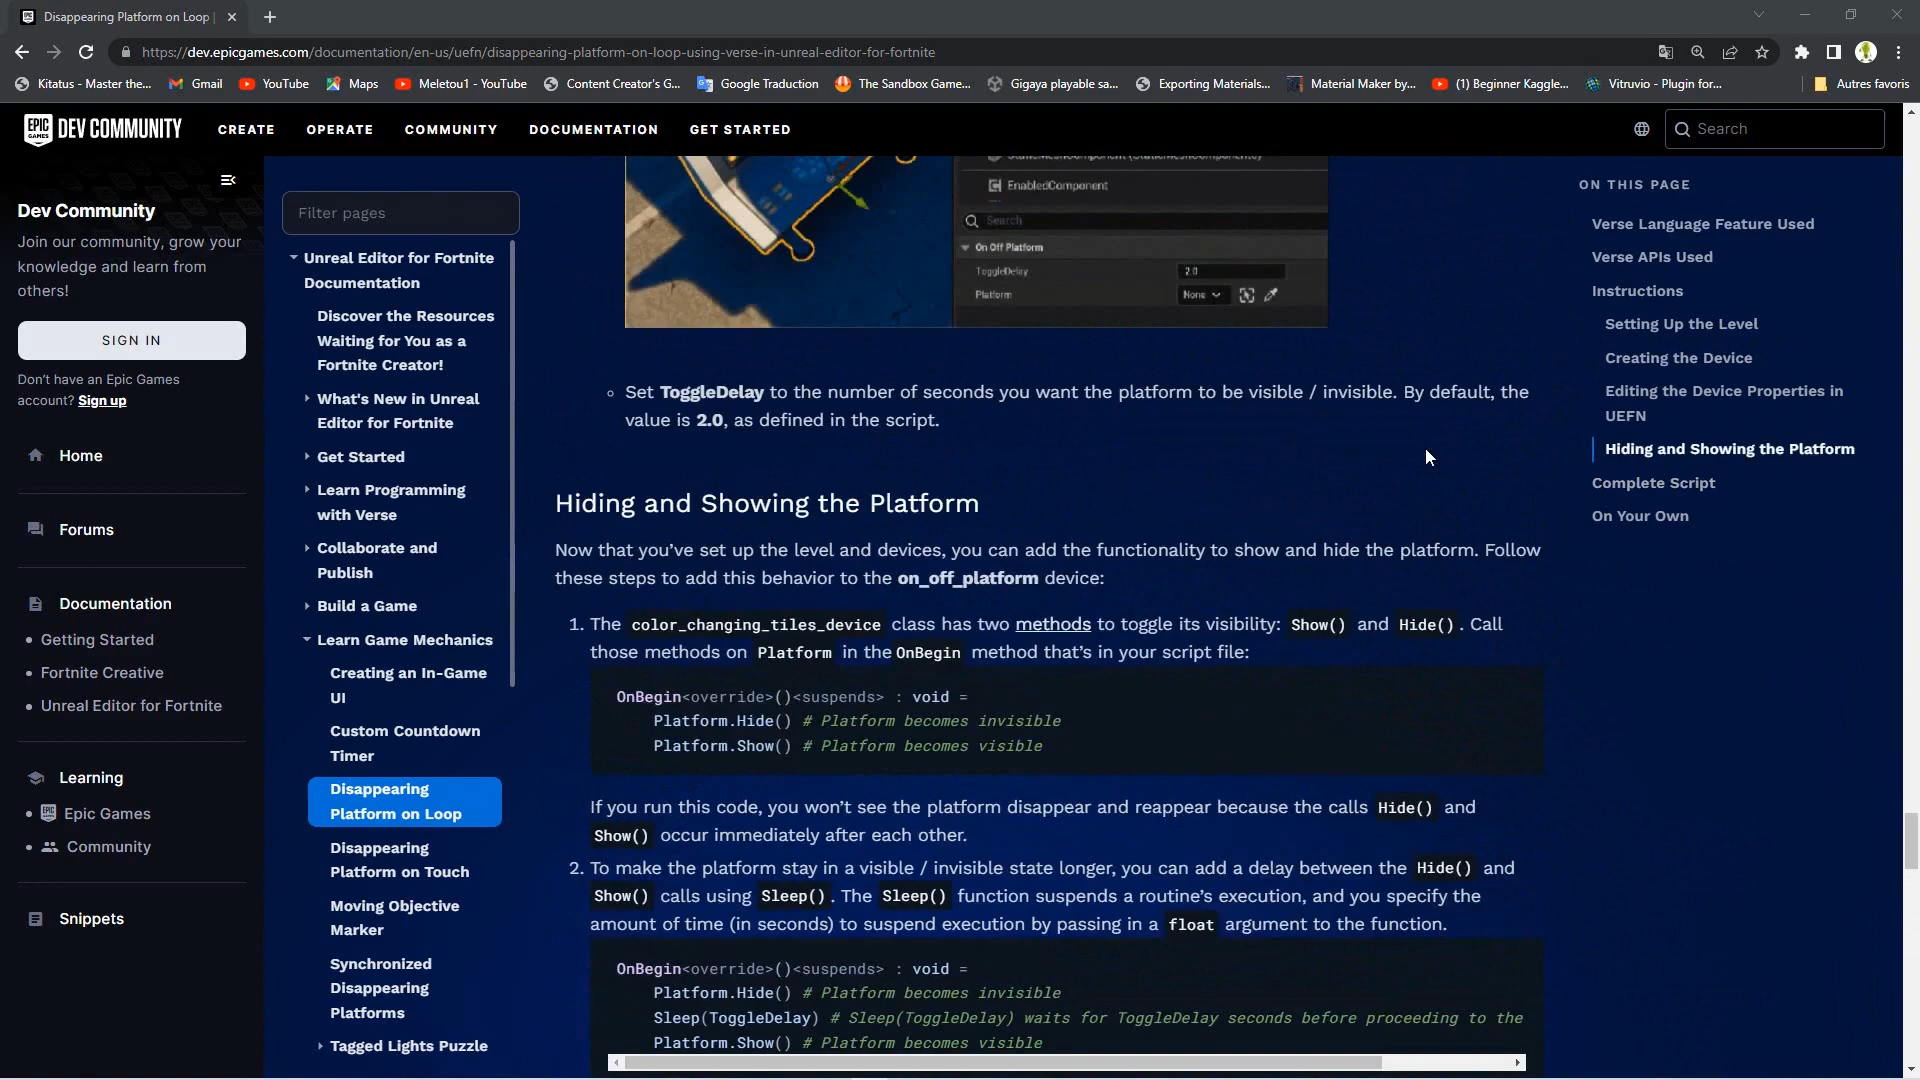 Disappearing Platform on Loop |
https://dev.epicgames.com/documentation/en-us/uefn/disappearing-platform-on-loop-using-verse-in-unreal-editor-for-fortnite
Kitatus - Master the...
Gmail
YouTube
Maps
Meletou1 - YouTube
Content Creator's G...
Google Traduction
The Sandbox Game...
Gigaya playable sa...
Exporting Materials...
Material Maker by...
(1) Beginner Kaggle...
Vitruvio - Plugin for...
Autres favoris
EPIC GAMES DEV COMMUNITY
CREATE
OPERATE
COMMUNITY
DOCUMENTATION
GET STARTED
Search
Dev Community
Join our community, grow your
knowledge and learn from
others!
SIGN IN
Don't have an Epic Games
account? Sign up
Home
Forums
Documentation
Getting Started
Fortnite Creative
Unreal Editor for Fortnite
Learning
Epic Games
Community
Snippets
Filter pages
Unreal Editor for Fortnite
Documentation
Discover the Resources
Waiting for You as a
Fortnite Creator!
What's New in Unreal
Editor for Fortnite
Get Started
Learn Programming
with Verse
Collaborate and
Publish
Build a Game
Learn Game Mechanics
Creating an In-Game
UI
Custom Countdown
Timer
Disappearing
Platform on Loop
Disappearing
Platform on Touch
Moving Objective
Marker
Synchronized
Disappearing
Platforms
Tagged Lights Puzzle
EnabledComponent
Search
On Off Platform
ToggleDelay 2.0
Platform None
Set ToggleDelay to the number of seconds you want the platform to be visible / invisible. By default, the
value is 2.0, as defined in the script.
Hiding and Showing the Platform
Now that you've set up the level and devices, you can add the functionality to show and hide the platform. Follow
these steps to add this behavior to the on_off_platform device:
1. The color_changing_tiles_device class has two methods to toggle its visibility: Show() and Hide(). Call
those methods on Platform in the OnBegin method that's in your script file:
OnBegin<override>()<suspends> : void =
Platform.Hide() # Platform becomes invisible
Platform.Show() # Platform becomes visible
If you run this code, you won't see the platform disappear and reappear because the calls Hide() and
Show() occur immediately after each other.
2. To make the platform stay in a visible / invisible state longer, you can add a delay between the Hide() and
Show() calls using Sleep(). The Sleep() function suspends a routine's execution, and you specify the
amount of time (in seconds) to suspend execution by passing in a float argument to the function.
OnBegin<override>()<suspends> : void =
Platform.Hide() # Platform becomes invisible
Sleep(ToggleDelay) # Sleep(ToggleDelay) waits for ToggleDelay seconds before proceeding to the
Platform.Show() # Platform becomes visible
ON THIS PAGE
Verse Language Feature Used
Verse APIs Used
Instructions
Setting Up the Level
Creating the Device
Editing the Device Properties in
UEFN
Hiding and Showing the Platform
Complete Script
On Your Own